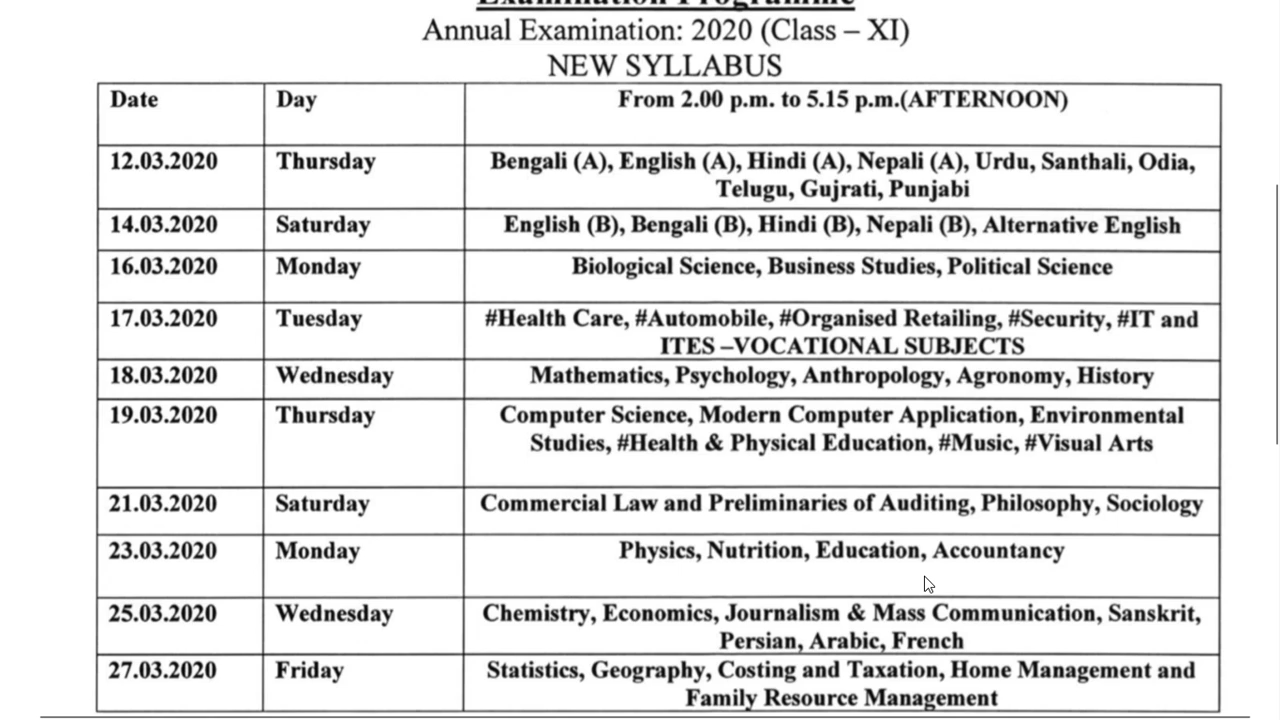 Examination Programme
Annual Examination: 2020 (Class – XI)
NEW SYLLABUS
Date Day From 2.00 p.m. to 5.15 p.m.(AFTERNOON)
12.03.2020 Thursday Bengali (A), English (A), Hindi (A), Nepali (A), Urdu, Santhali, Odia,
Telugu, Gujrati, Punjabi
14.03.2020 Saturday English (B), Bengali (B), Hindi (B), Nepali (B), Alternative English
16.03.2020 Monday Biological Science, Business Studies, Political Science
17.03.2020 Tuesday #Health Care, #Automobile, #Organised Retailing, #Security, #IT and
ITES –VOCATIONAL SUBJECTS
18.03.2020 Wednesday Mathematics, Psychology, Anthropology, Agronomy, History
19.03.2020 Thursday Computer Science, Modern Computer Application, Environmental
Studies, #Health & Physical Education, #Music, #Visual Arts
21.03.2020 Saturday Commercial Law and Preliminaries of Auditing, Philosophy, Sociology
23.03.2020 Monday Physics, Nutrition, Education, Accountancy
25.03.2020 Wednesday Chemistry, Economics, Journalism & Mass Communication, Sanskrit,
Persian, Arabic, French
27.03.2020 Friday Statistics, Geography, Costing and Taxation, Home Management and
Family Resource Management